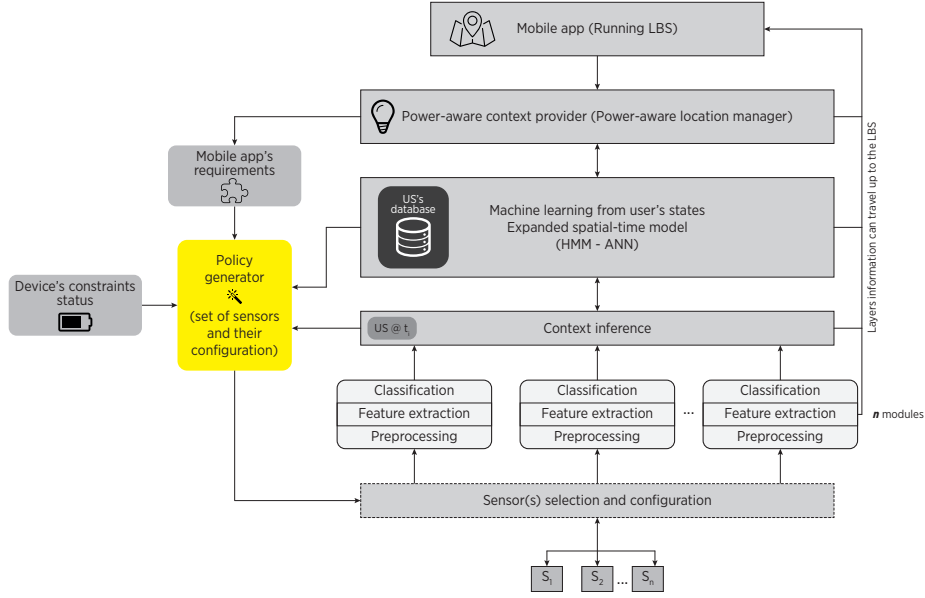 Mobile app (Running LBS)
Power-aware context provider (Power-aware location manager)
Mobile app's
requirements
US's
database
Machine learning from user's states
Expanded spatial-time model
(HMM - ANN)
Layers information can travel up to the LBS
Policy
generator
(set of sensors
and their
configuration)
Device's constraints
status
US @ tᵢ
Context inference
Classification
Feature extraction
Preprocessing
Classification
Feature extraction
Preprocessing
...
Classification
Feature extraction
Preprocessing
n modules
Sensor(s) selection and configuration
S₁
S₂
...
Sₙ